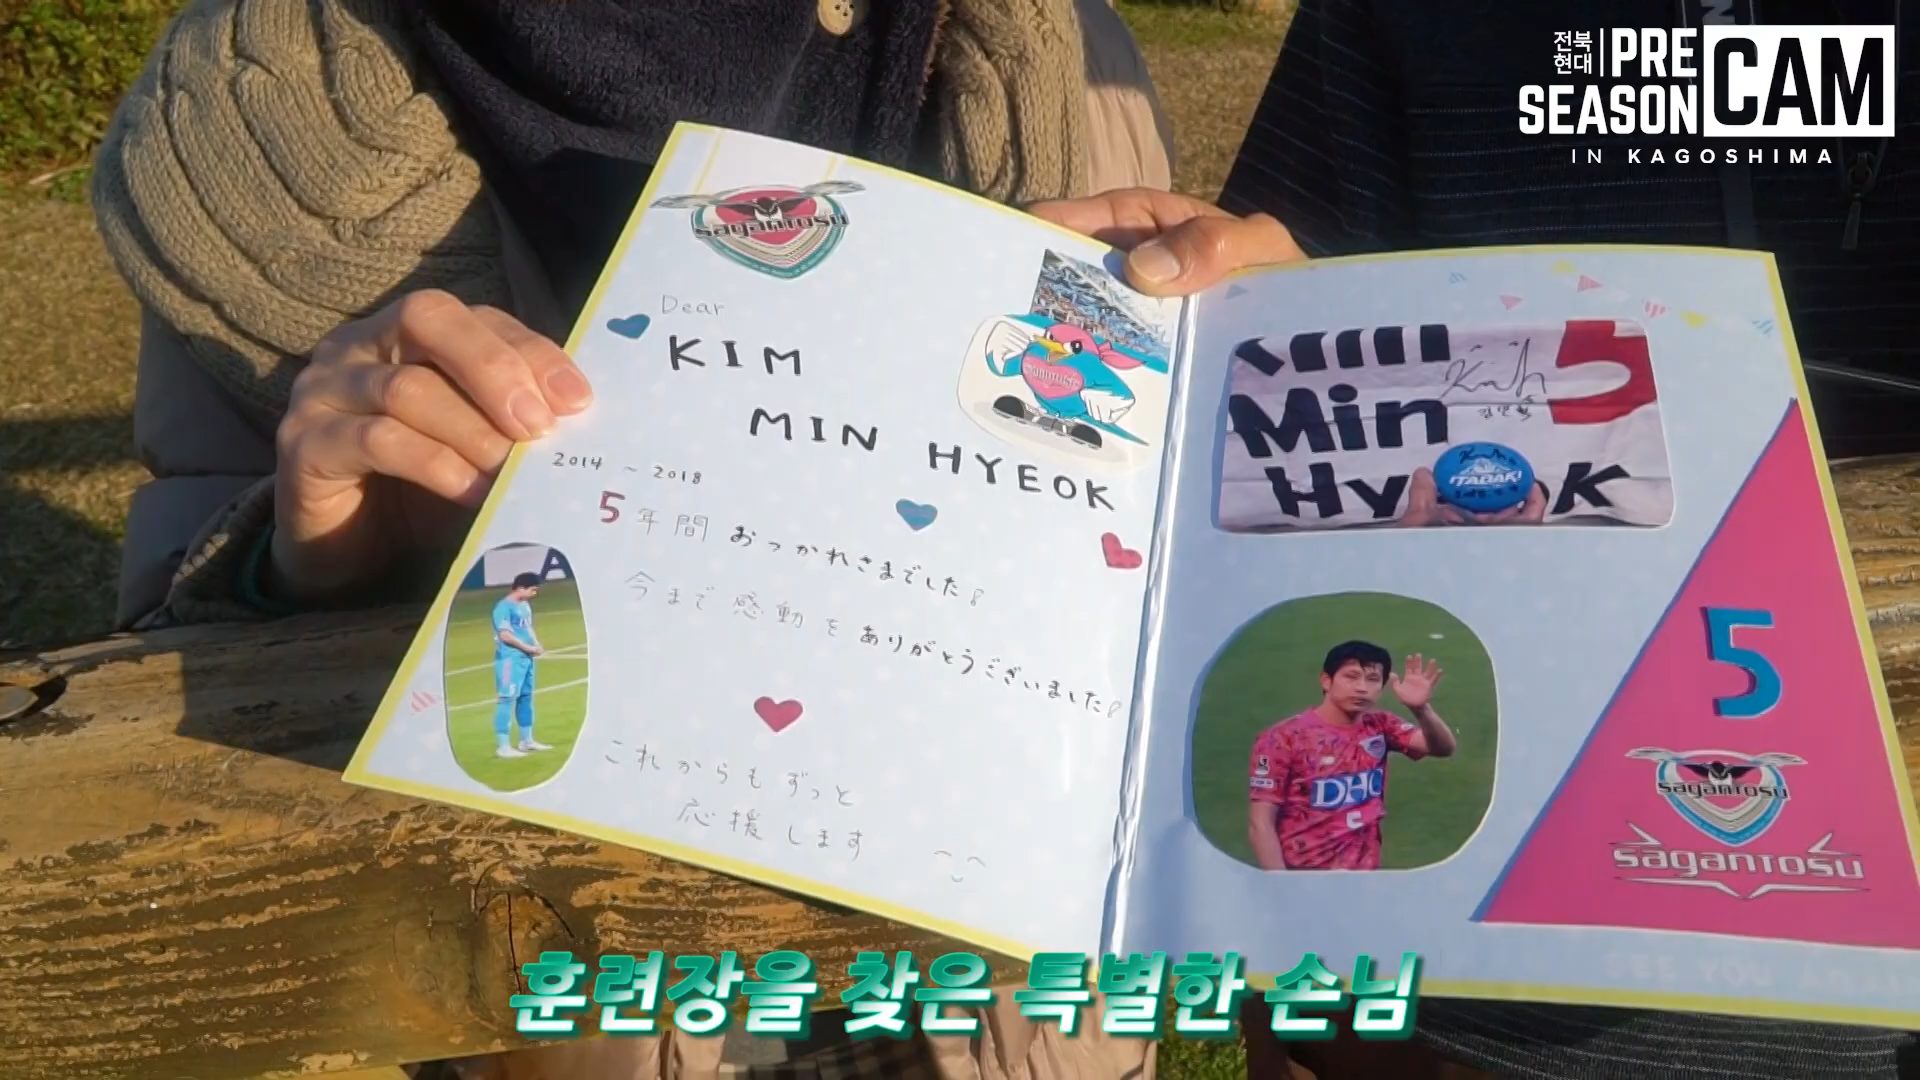 전북
현대
PRE
SEASON
CAM
IN KAGOSHIMA
sagantosu
Dear
KIM
MIN HYEOK
2014 ~ 2018
5年間 おつかれさまでした!
今まで感動をありがとうございました!
これからもずっと
応援します
Min
Hy
K
5
ITADAKI
DHC
5
sagantosu
sagantosu
훈련장을 찾은 특별한 손님